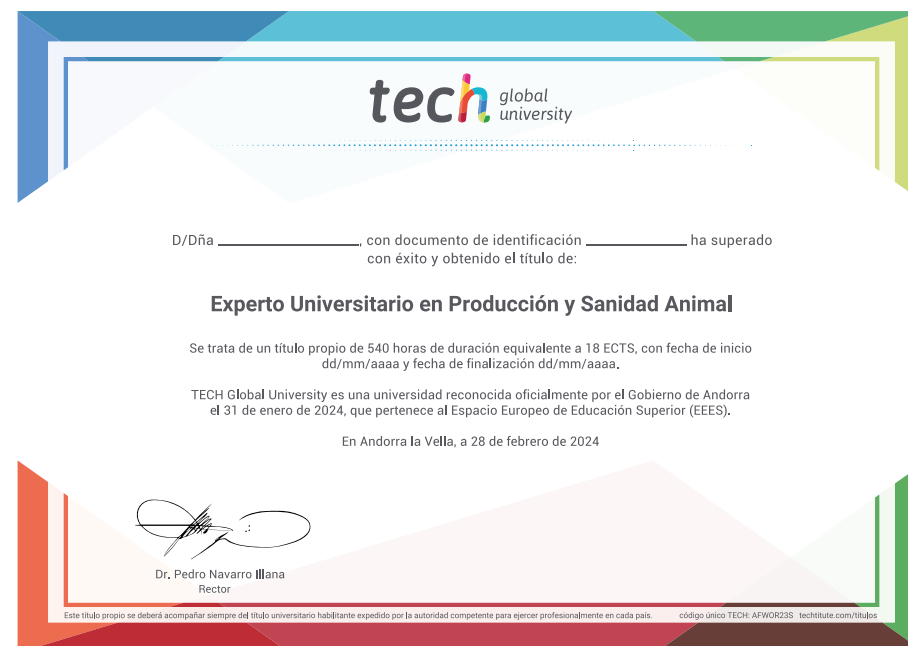 tech global university
D/Dña ____________________, con documento de identificación ______________ ha superado
con éxito y obtenido el título de:
Experto Universitario en Producción y Sanidad Animal
Se trata de un título propio de 540 horas de duración equivalente a 18 ECTS, con fecha de inicio
dd/mm/aaaa y fecha de finalización dd/mm/aaaa.
TECH Global University es una universidad reconocida oficialmente por el Gobierno de Andorra
el 31 de enero de 2024, que pertenece al Espacio Europeo de Educación Superior (EEES).
En Andorra la Vella, a 28 de febrero de 2024
Dr. Pedro Navarro Illana
Rector
Este título propio se deberá acompañar siempre del título universitario habilitante expedido por la autoridad competente para ejercer profesionalmente en cada país. código único TECH: AFWOR23S techtitute.com/titulos